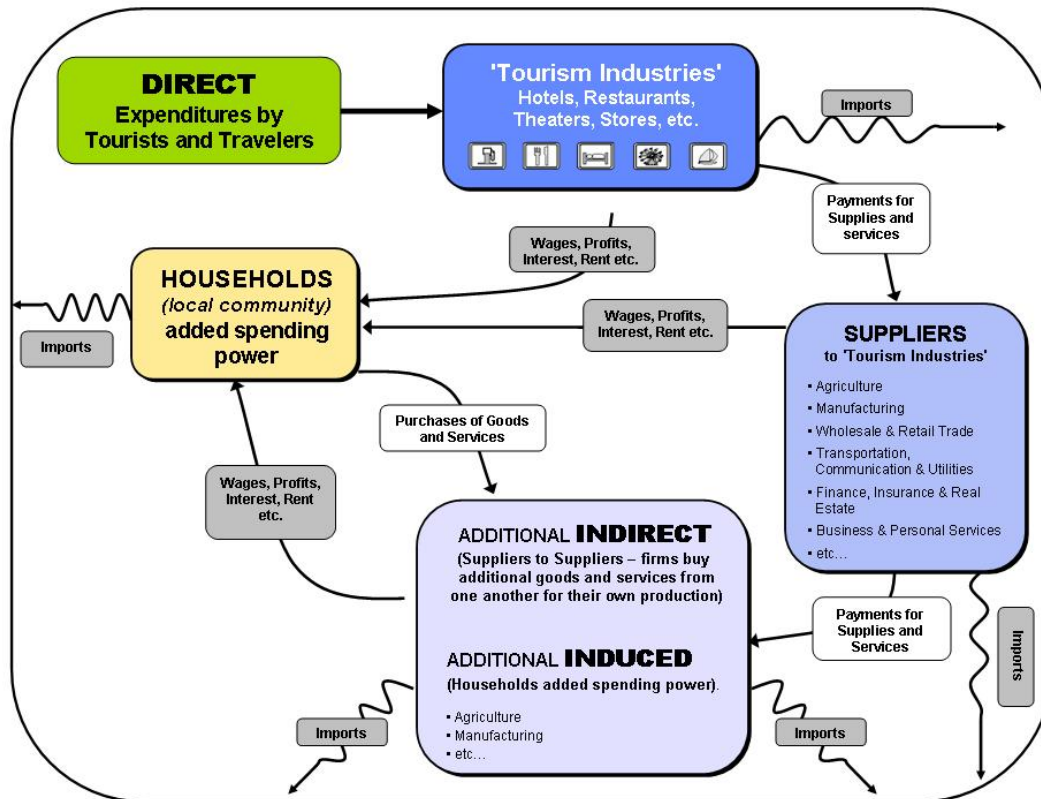 DIRECT
Expenditures by
Tourists and Travelers
'Tourism Industries'
Hotels, Restaurants,
Theaters, Stores, etc.
Imports
Payments for
Supplies and
services
Wages, Profits,
Interest, Rent etc.
HOUSEHOLDS
(local community)
added spending
power
Imports
Wages, Profits,
Interest, Rent etc.
SUPPLIERS
to 'Tourism Industries'
▪ Agriculture
▪ Manufacturing
▪ Wholesale & Retail Trade
▪ Transportation,
Communication & Utilities
▪ Finance, Insurance & Real
Estate
▪ Business & Personal Services
▪ etc...
Purchases of Goods
and Services
Wages, Profits,
Interest, Rent
etc.
ADDITIONAL INDIRECT
(Suppliers to Suppliers – firms buy
additional goods and services from
one another for their own production)
ADDITIONAL INDUCED
(Households added spending power).
▪ Agriculture
▪ Manufacturing
▪ etc...
Payments for
Supplies and
Services
Imports
Imports
Imports